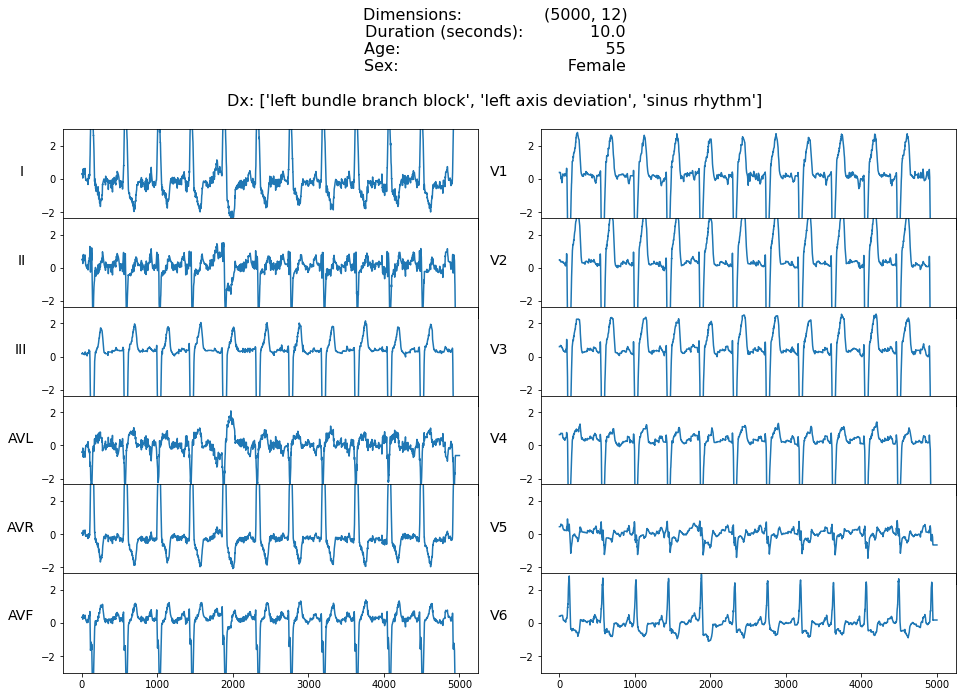 Dimensions: (5000, 12)
Duration (seconds): 10.0
Age: 55
Sex: Female
Dx: ['left bundle branch block', 'left axis deviation', 'sinus rhythm']
I
2
0
−2
II
2
0
−2
III
2
0
−2
AVL
2
0
−2
AVR
2
0
−2
AVF
2
0
−2
0 1000 2000 3000 4000 5000
V1
2
0
−2
V2
2
0
−2
V3
2
0
−2
V4
2
0
−2
V5
2
0
−2
V6
2
0
−2
0 1000 2000 3000 4000 5000